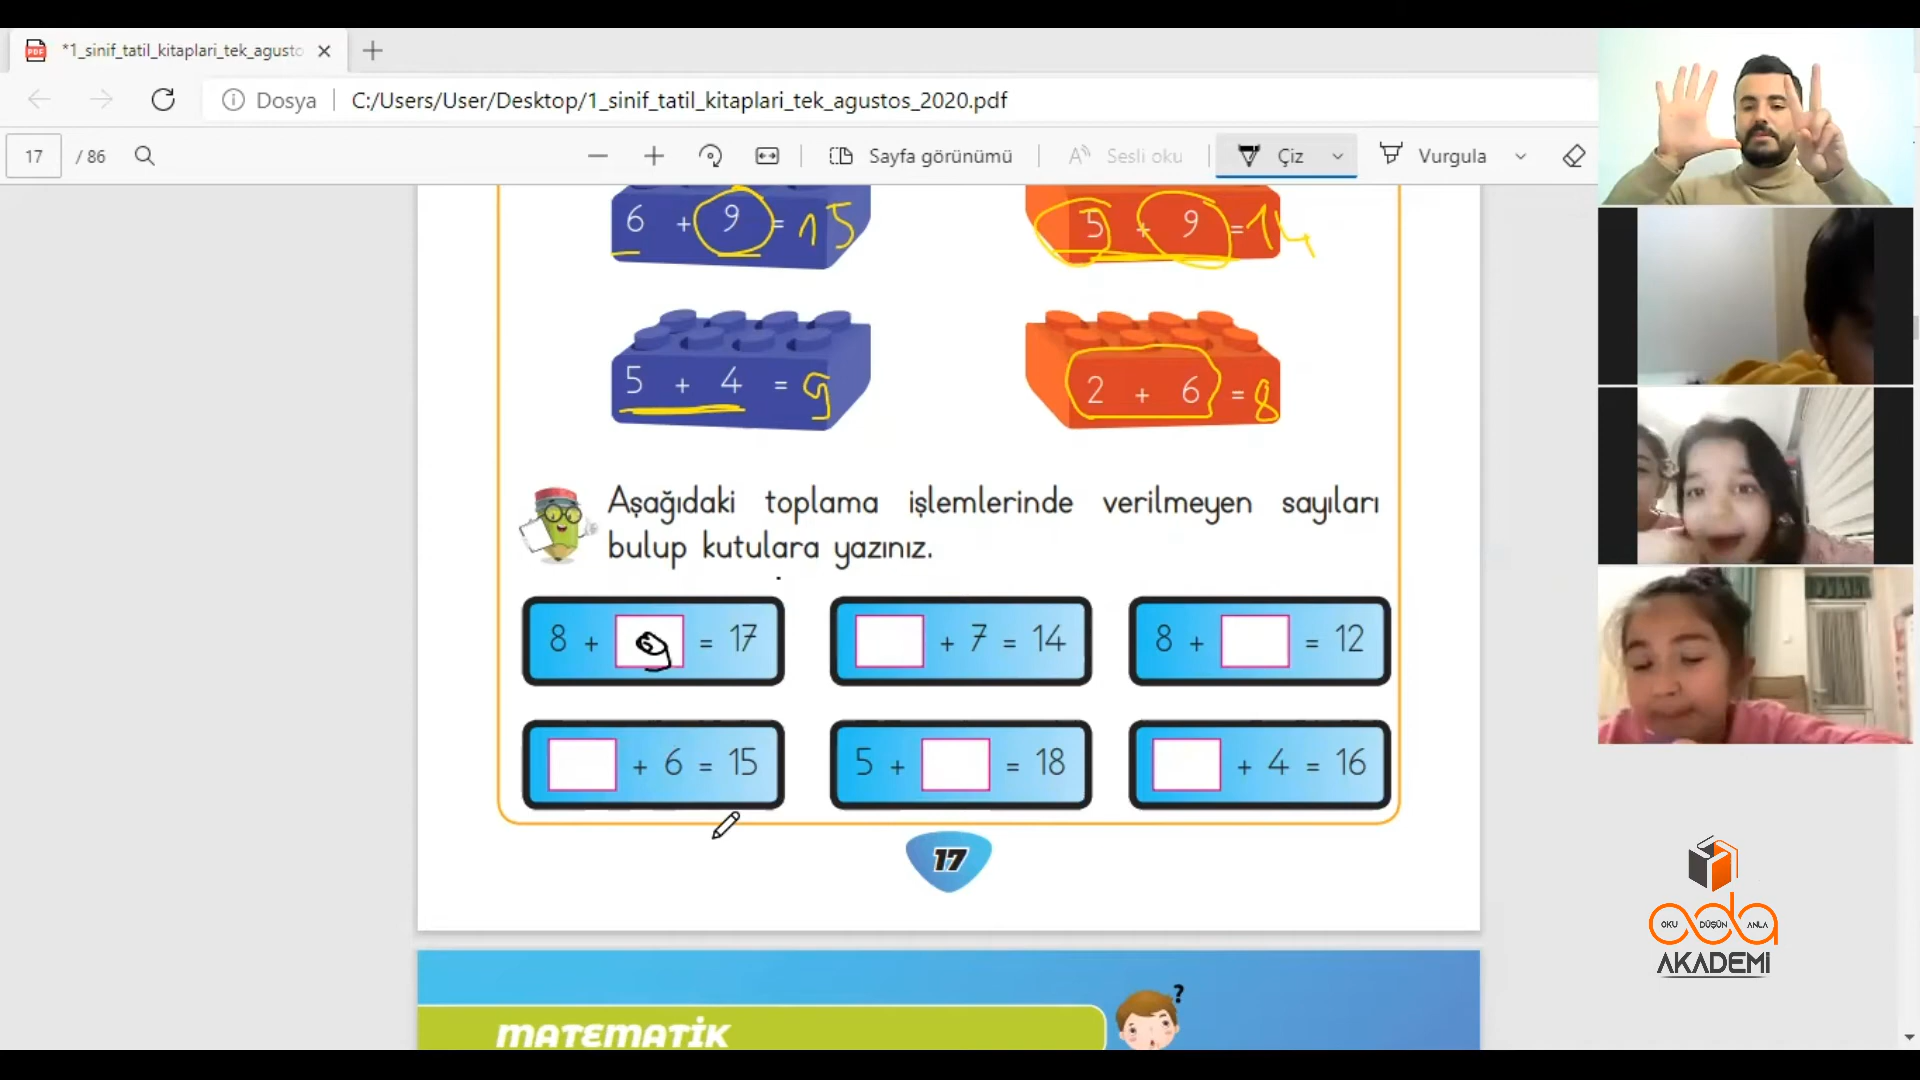 *1_sinif_tatil_kitaplari_tek_agusto
Dosya
C:/Users/User/Desktop/1_sinif_tatil_kitaplari_tek_agustos_2020.pdf
17 / 86
Sayfa görünümü
Sesli oku
Çiz
Vurgula
6 + 9 = 15
5 + 9 = 14
5 + 4 = 9
2 + 6 = 8
Aşağıdaki toplama işlemlerinde verilmeyen sayıları
bulup kutulara yazınız.
8 + 9 = 17
+ 7 = 14
8 + = 12
+ 6 = 15
5 + = 18
+ 4 = 16
17
MATEMATİK
?
oda
OKU DÜŞÜN ANLA
AKADEMİ